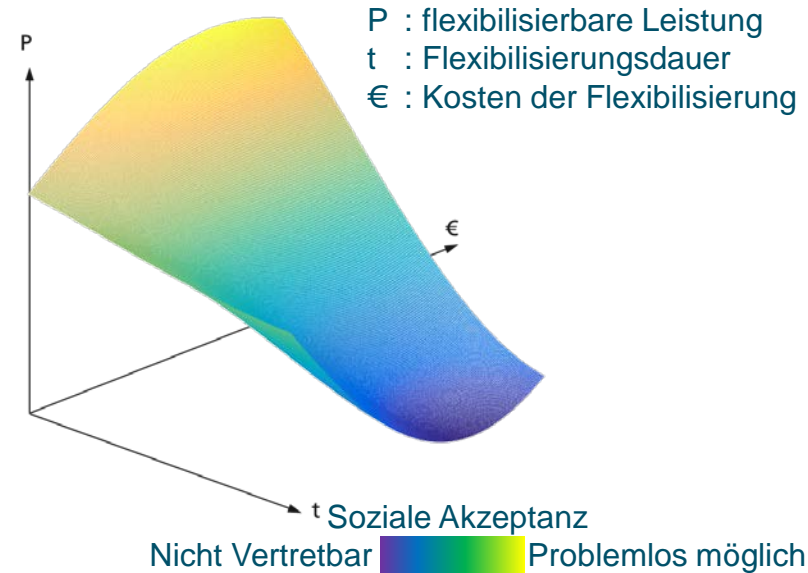 P : flexibilisierbare Leistung
P
t : Flexibilisierungsdauer
€ : Kosten der Flexibilisierung
€
t
Soziale Akzeptanz
Nicht Vertretbar Problemlos möglich